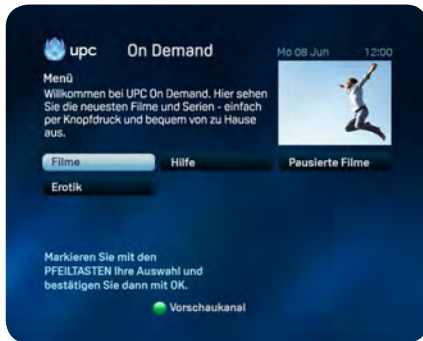 upc On Demand Mo 08 Jun 12:00
Menü
Willkommen bei UPC On Demand. Hier sehen
Sie die neuesten Filme und Serien - einfach
per Knopfdruck und bequem von zu Hause
aus.
Filme Hilfe Pausierte Filme
Erotik
Markieren Sie mit den
PFEILTASTEN Ihre Auswahl und
bestätigen Sie dann mit OK.
Vorschaukanal